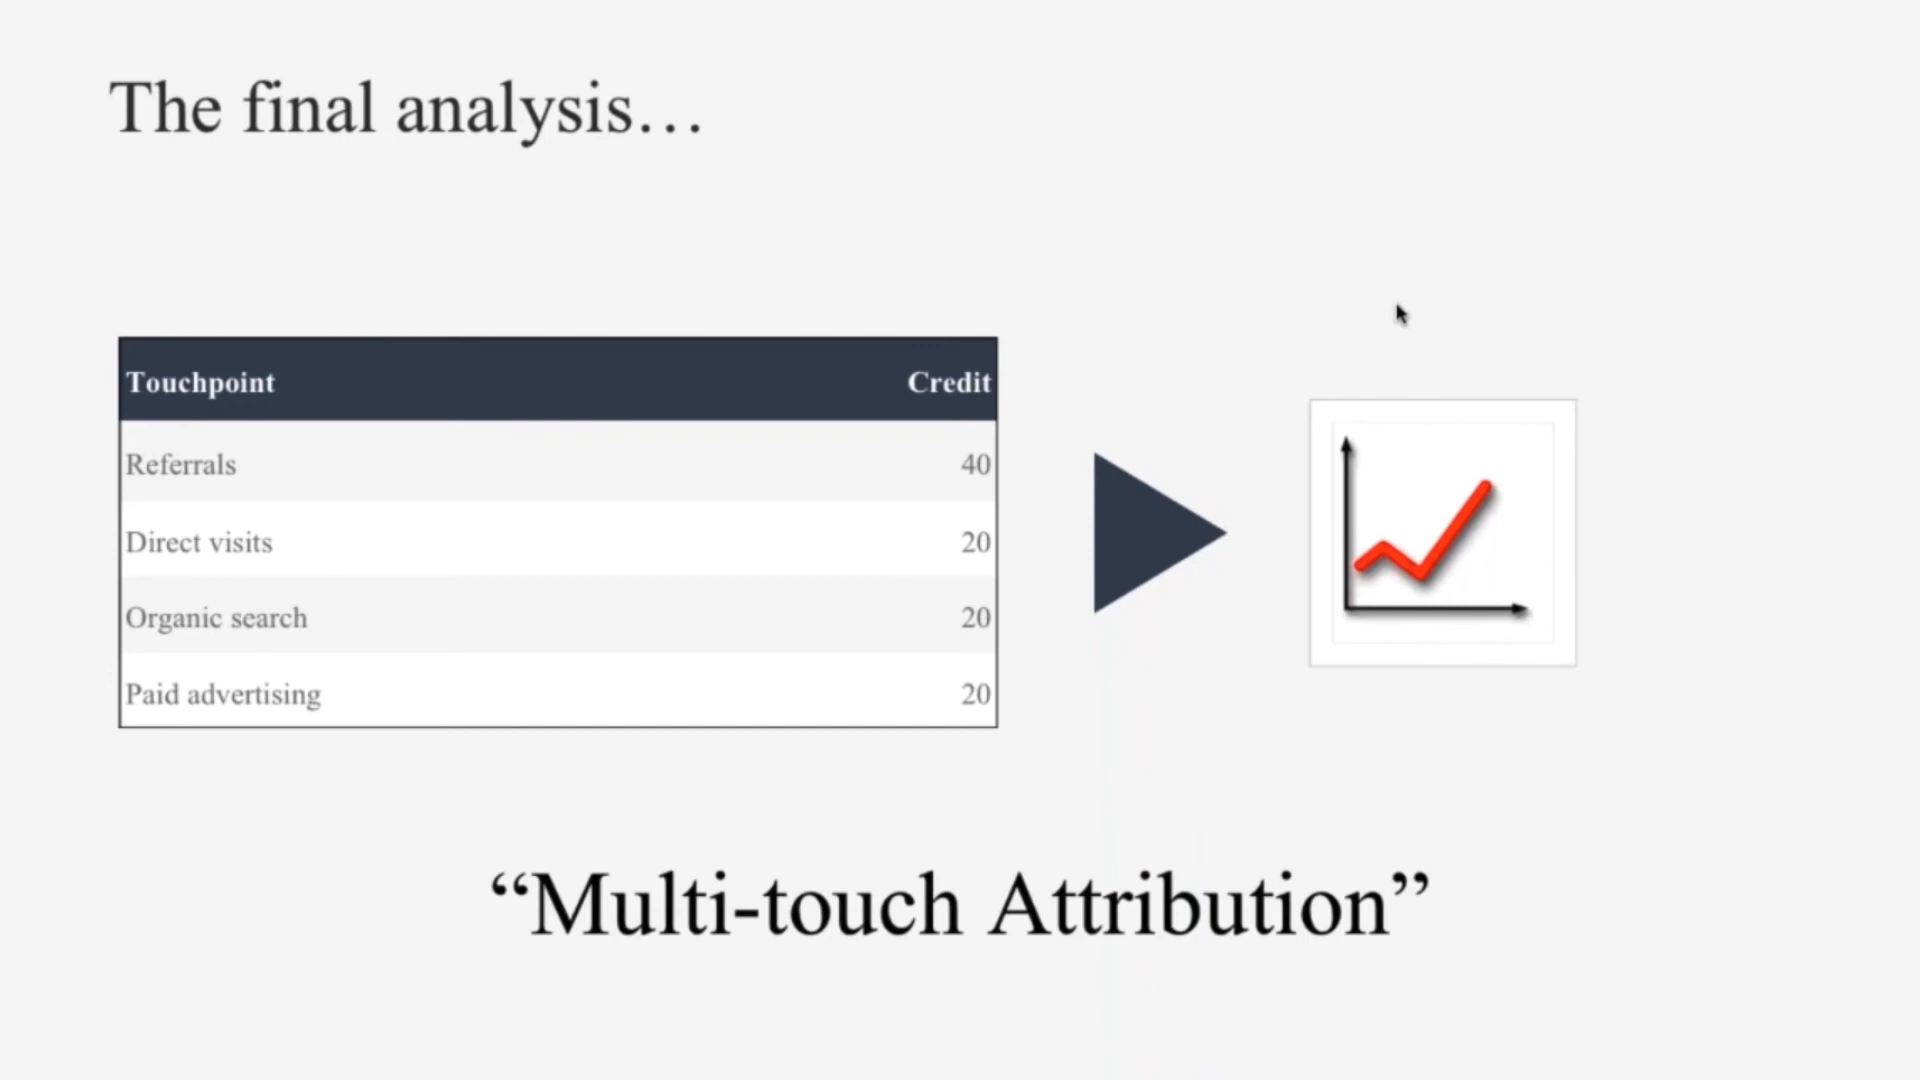 The final analysis…
Touchpoint Credit
Referrals 40
Direct visits 20
Organic search 20
Paid advertising 20
“Multi-touch Attribution”